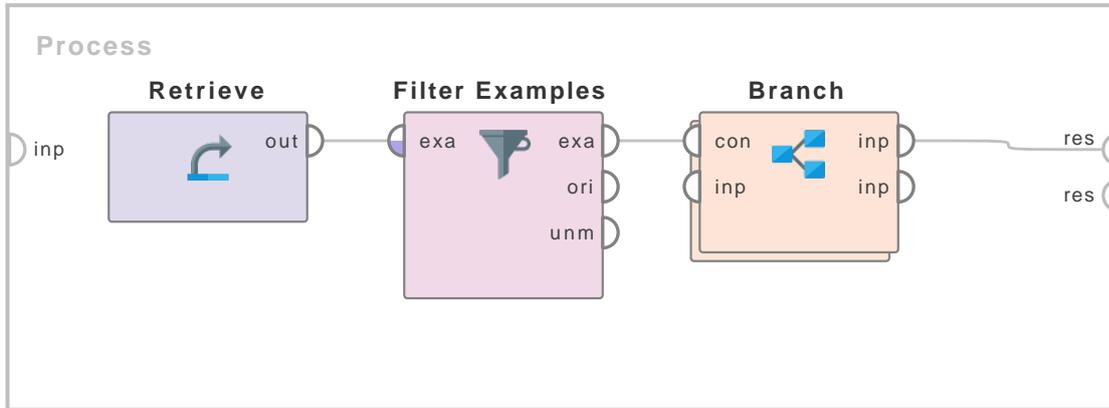 Process
Retrieve Filter Examples Branch
out exa exa con inp res
inp
ori inp inp
res
unm